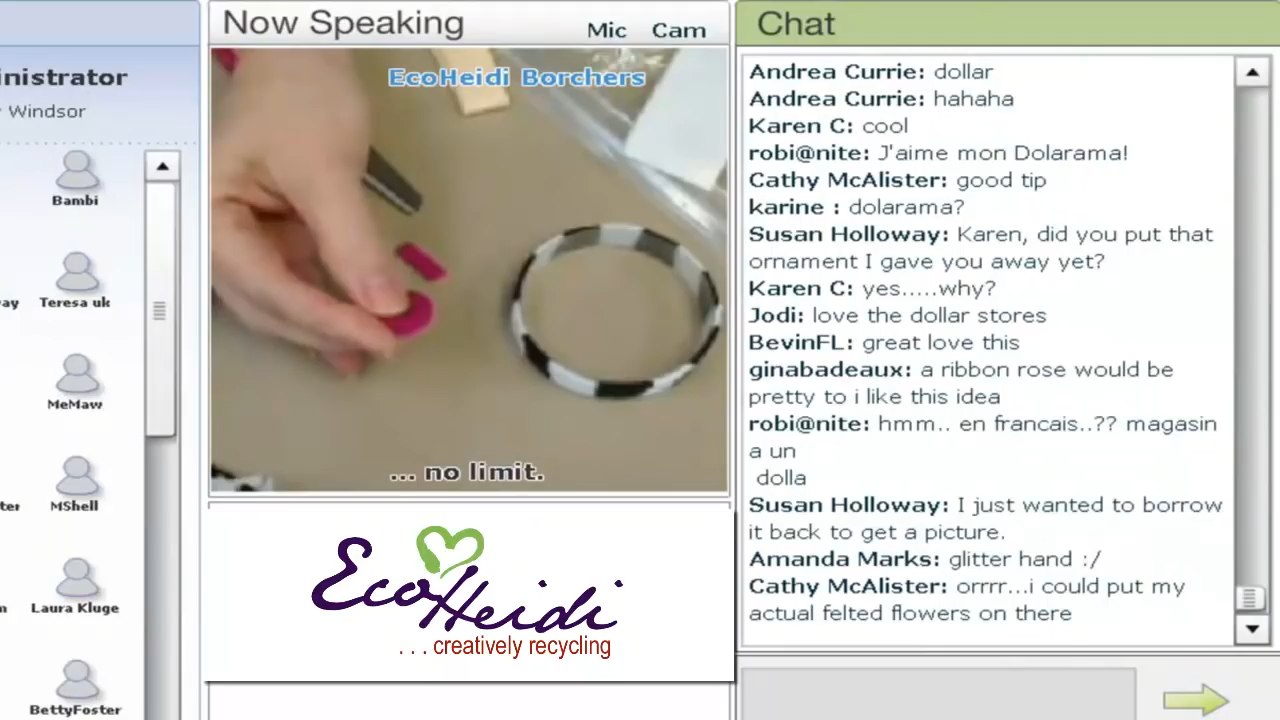 inistrator
Windsor
Bambi
ay
Teresa uk
MeMaw
ter
MShell
Laura Kluge
BettyFoster
Now Speaking
Mic
Cam
EcoHeidi Borchers
... no limit.
EcoHeidi
. . . creatively recycling
Chat
Andrea Currie: dollar
Andrea Currie: hahaha
Karen C: cool
robi@nite: J'aime mon Dolarama!
Cathy McAlister: good tip
karine : dolarama?
Susan Holloway: Karen, did you put that
ornament I gave you away yet?
Karen C: yes.....why?
Jodi: love the dollar stores
BevinFL: great love this
ginabadeaux: a ribbon rose would be
pretty to i like this idea
robi@nite: hmm.. en francais..?? magasin
a un
dolla
Susan Holloway: I just wanted to borrow
it back to get a picture.
Amanda Marks: glitter hand :/
Cathy McAlister: orrrr...i could put my
actual felted flowers on there